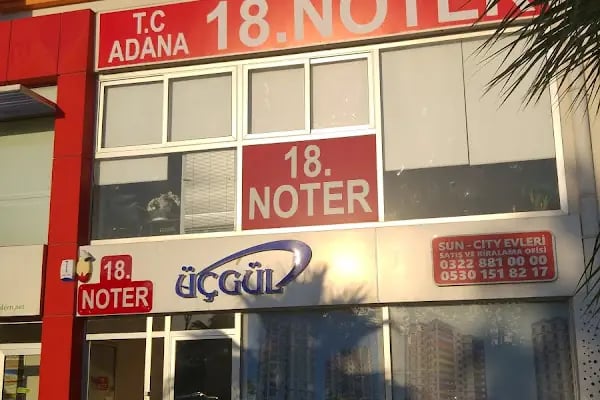 T.C
ADANA
18.NOTER
18.
NOTER
18.
NOTER
ÜÇGÜL
SUN - CITY EVLERİ
SATIŞ VE KİRALAMA OFİSİ
0322 881 00 00
0530 151 82 17